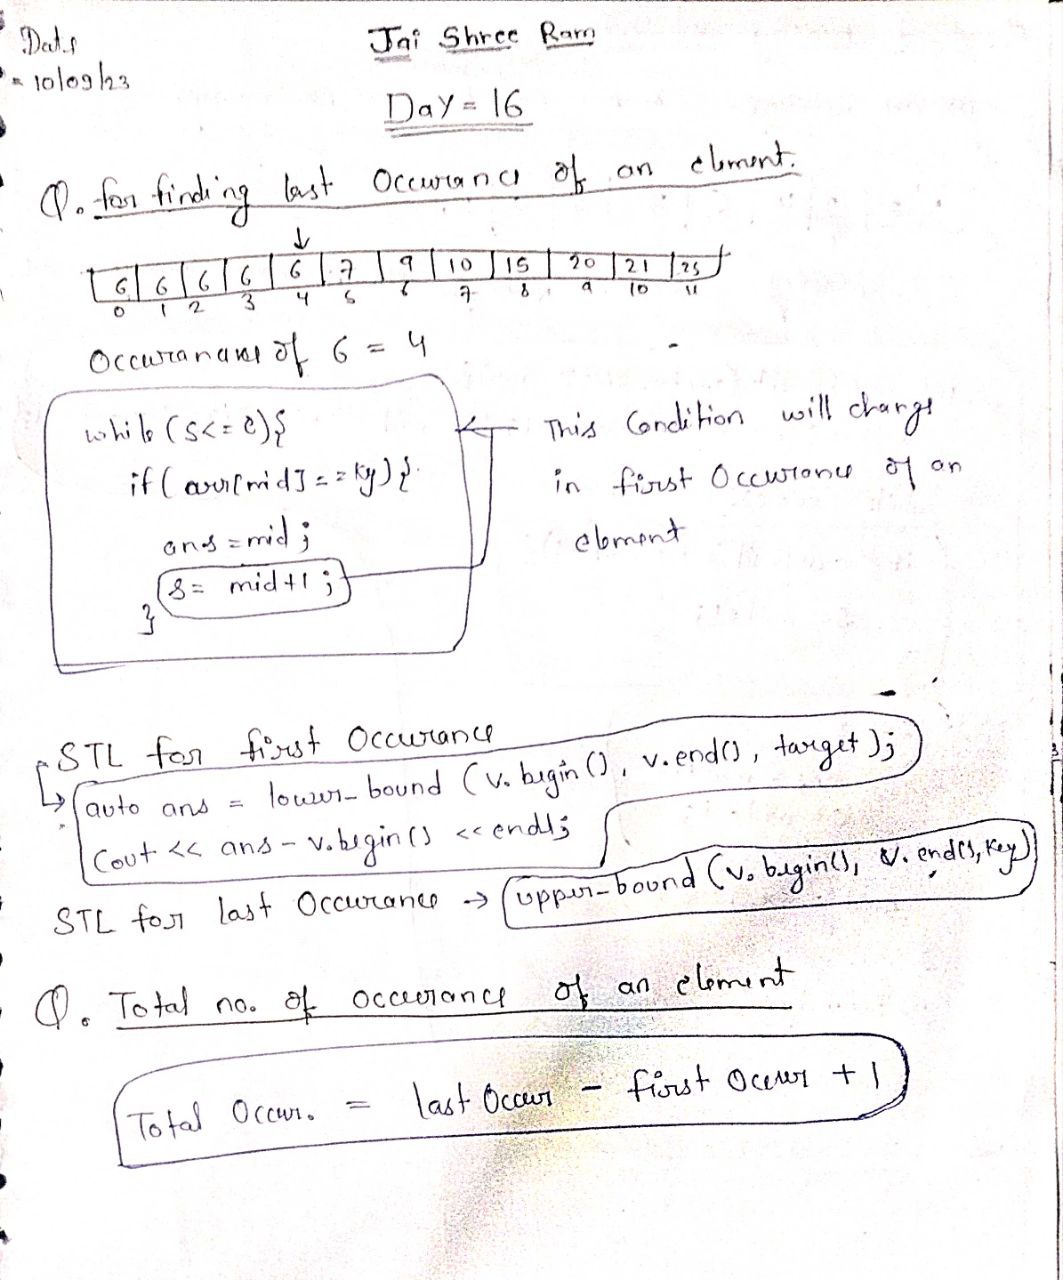 Date
= 10/09/23
Jai Shree Ram
Day = 16
Q. for finding last Occurance of an element.
6 6 6 6 6 7 9 10 15 20 21 25
0 1 2 3 4 5 6 7 8 9 10 11
of 6 = 4
while (s<=e){
if(arr[mid]==key){
ans=mid;
s= mid+1;
}
This Condition will change
in first Occurance of an
element
STL for first Occurance
auto ans = lower_bound (v.begin(), v.end(), target);
Cout << ans - v.begin() << endl;
STL for last Occurance → upper_bound (v.begin(), v.end(), key)
Q. Total no. of occurance of an element
Total Occur. = last Occur - first Occur + 1